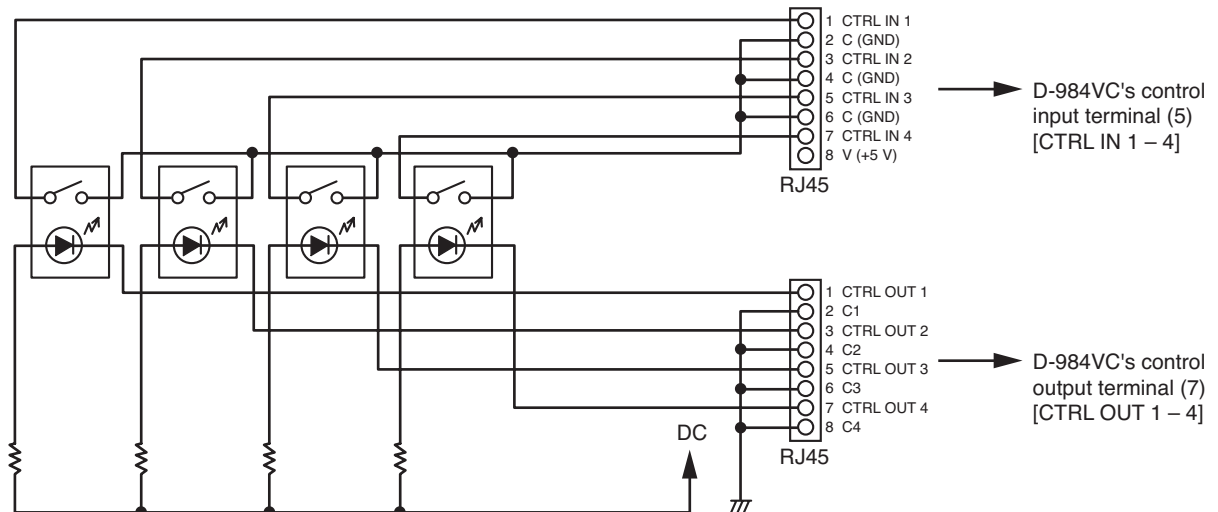 1 CTRL IN 1
2 C (GND)
3 CTRL IN 2
4 C (GND)
5 CTRL IN 3
6 C (GND)
7 CTRL IN 4
8 V (+5 V)
RJ45
D-984VC's control
input terminal (5)
[CTRL IN 1 – 4]
1 CTRL OUT 1
2 C1
3 CTRL OUT 2
4 C2
5 CTRL OUT 3
6 C3
7 CTRL OUT 4
8 C4
RJ45
D-984VC's control
output terminal (7)
[CTRL OUT 1 – 4]
DC